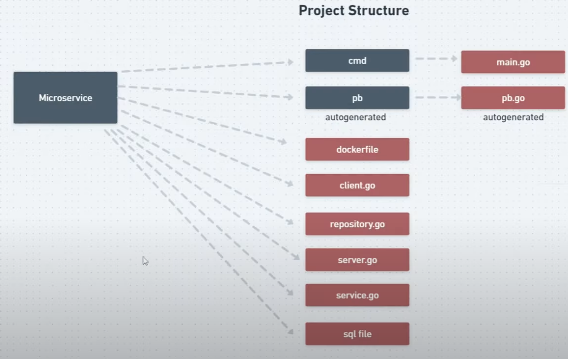 Project Structure
Microservice
cmd
main.go
pb
pb.go
autogenerated
autogenerated
dockerfile
client.go
repository.go
server.go
service.go
sql file